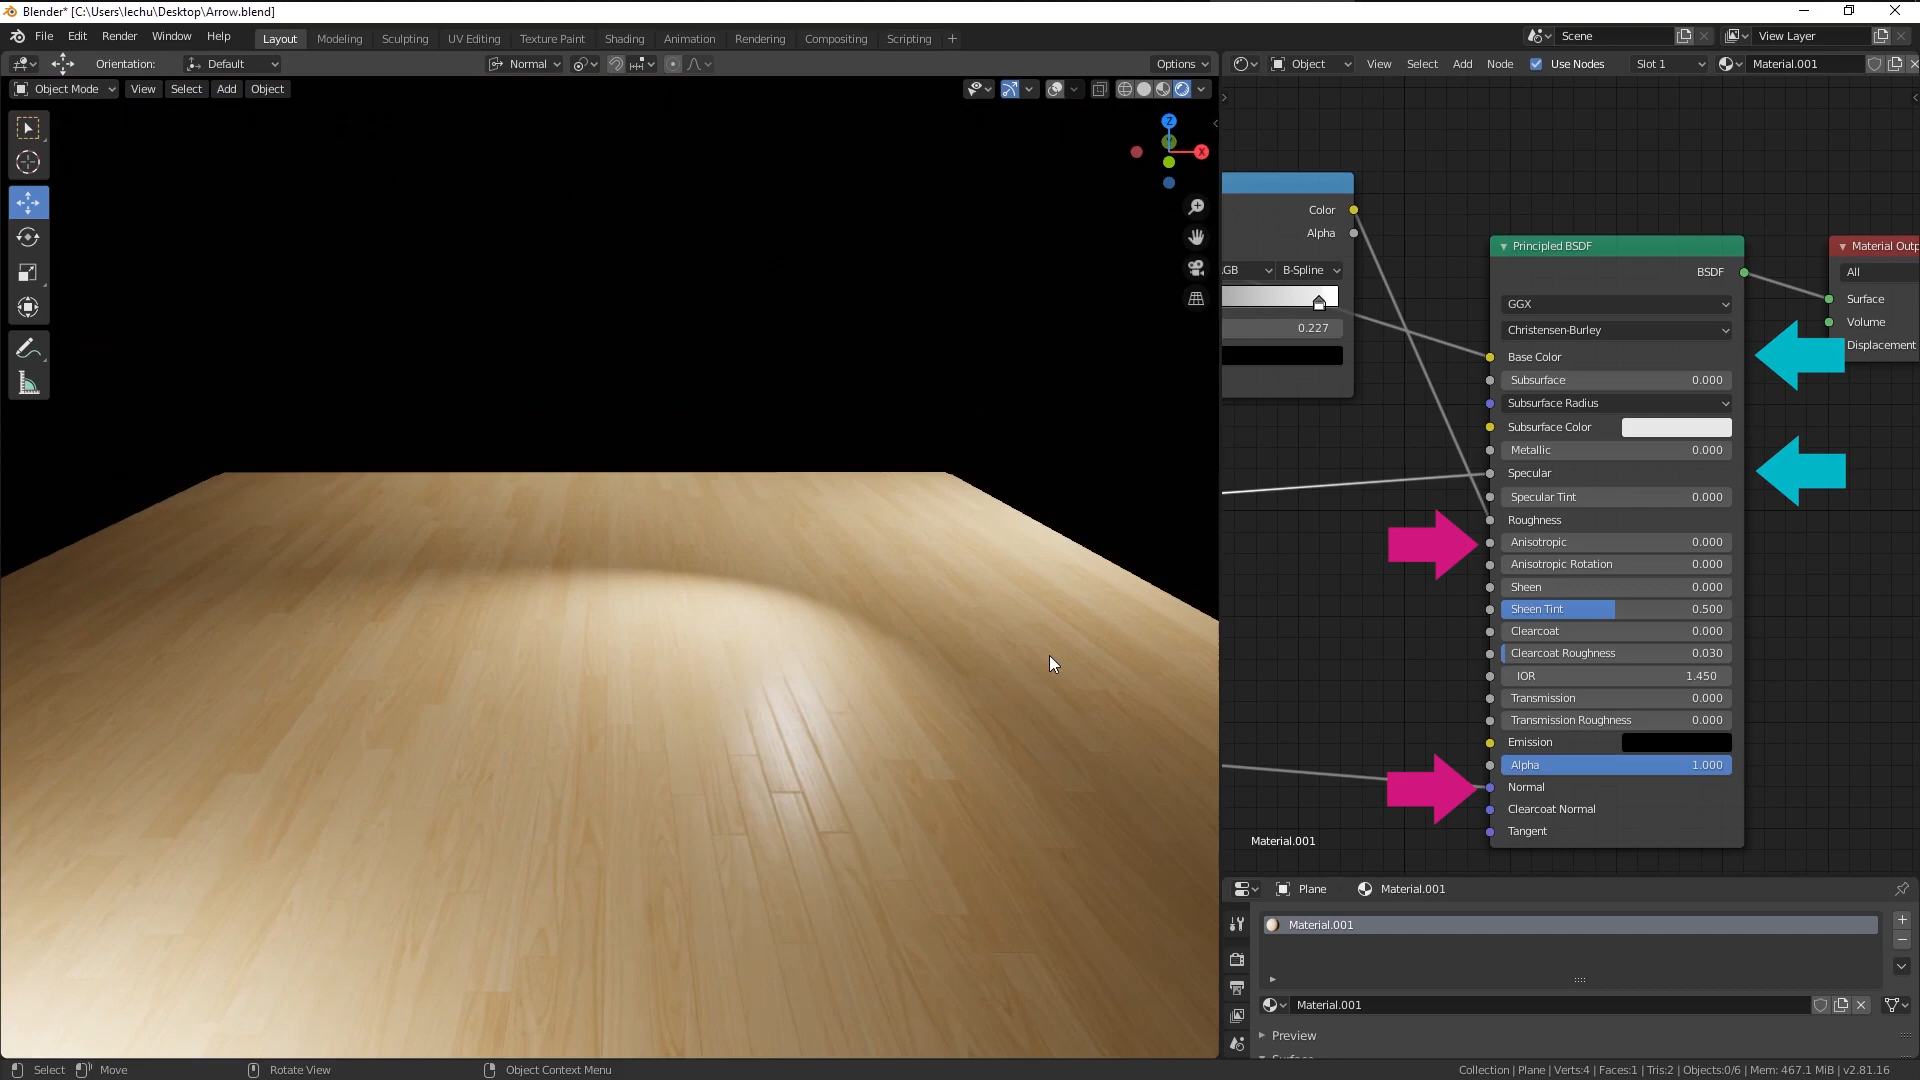 Blender* [C:\Users\lechu\Desktop\Arrow.blend]
File Edit Render Window Help Layout Modeling Sculpting UV Editing Texture Paint Shading Animation Rendering Compositing Scripting + Scene View Layer
Orientation: Default Normal Options Object View Select Add Node Use Nodes Slot 1 Material.001
Object Mode View Select Add Object
Z
X
Color
Alpha
GB B-Spline
0.227
Principled BSDF
BSDF
GGX
Christensen-Burley
Base Color
Subsurface 0.000
Subsurface Radius
Subsurface Color
Metallic 0.000
Specular
Specular Tint 0.000
Roughness
Anisotropic 0.000
Anisotropic Rotation 0.000
Sheen 0.000
Sheen Tint 0.500
Clearcoat 0.000
Clearcoat Roughness 0.030
IOR 1.450
Transmission 0.000
Transmission Roughness 0.000
Emission
Alpha 1.000
Normal
Clearcoat Normal
Tangent
Material Outp
All
Surface
Volume
Displacement
Material.001
Plane Material.001
Material.001
Material.001
Preview
Select Move Rotate View Object Context Menu Collection | Plane | Verts:4 | Faces:1 | Tris:2 | Objects:0/6 | Mem: 467.1 MiB | v2.81.16